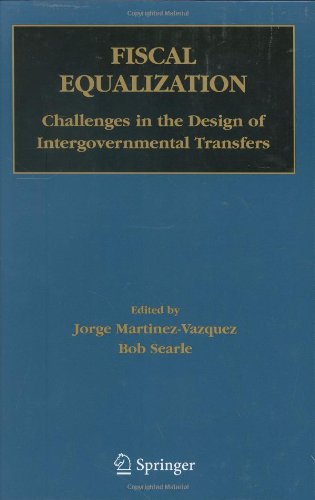 FISCAL
EQUALIZATION
Challenges in the Design of
Intergovernmental Transfers
Edited by
Jorge Martinez-Vazquez
Bob Searle
Springer